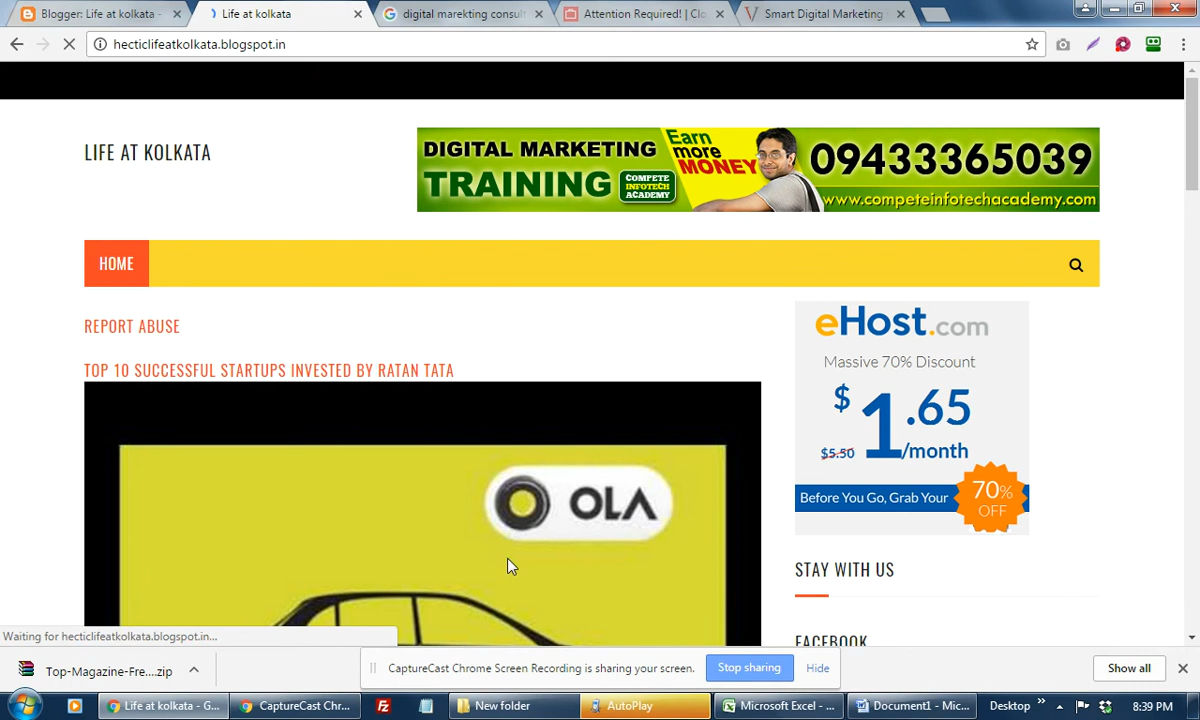 Blogger: Life at kolkata -
Life at kolkata
digital marekting consul
Attention Required! | Clo
Smart Digital Marketing
hecticlifeatkolkata.blogspot.in
LIFE AT KOLKATA
DIGITAL MARKETING
TRAINING
COMPETE
INFOTECH
ACADEMY
Earn
more
MONEY
09433365039
www.competeinfotechacademy.com
HOME
REPORT ABUSE
TOP 10 SUCCESSFUL STARTUPS INVESTED BY RATAN TATA
OLA
eHost.com
Massive 70% Discount
$1.65
$5.50 /month
Before You Go, Grab Your
70%
OFF
STAY WITH US
FACEBOOK
Waiting for hecticlifeatkolkata.blogspot.in...
Top-Magazine-Fre....zip
CaptureCast Chrome Screen Recording is sharing your screen.
Stop sharing
Hide
Show all
Life at kolkata - G...
CaptureCast Chr...
New folder
AutoPlay
Microsoft Excel - ...
Document1 - Mic...
Desktop
8:39 PM